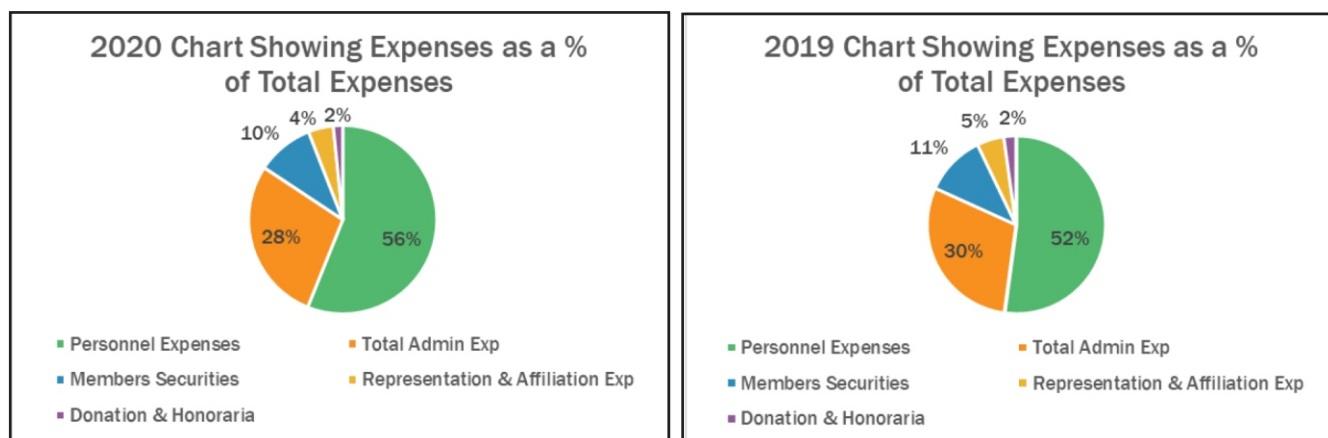 2020 Chart Showing Expenses as a %
of Total Expenses
2%
4%
10%
28%
56%
Personnel Expenses
Total Admin Exp
Members Securities
Representation & Affiliation Exp
Donation & Honoraria
2019 Chart Showing Expenses as a %
of Total Expenses
2%
5%
11%
30%
52%
Personnel Expenses
Total Admin Exp
Members Securities
Representation & Affiliation Exp
Donation & Honoraria